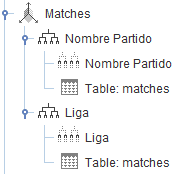 Matches
Nombre Partido
Nombre Partido
Table: matches
Liga
Liga
Table: matches